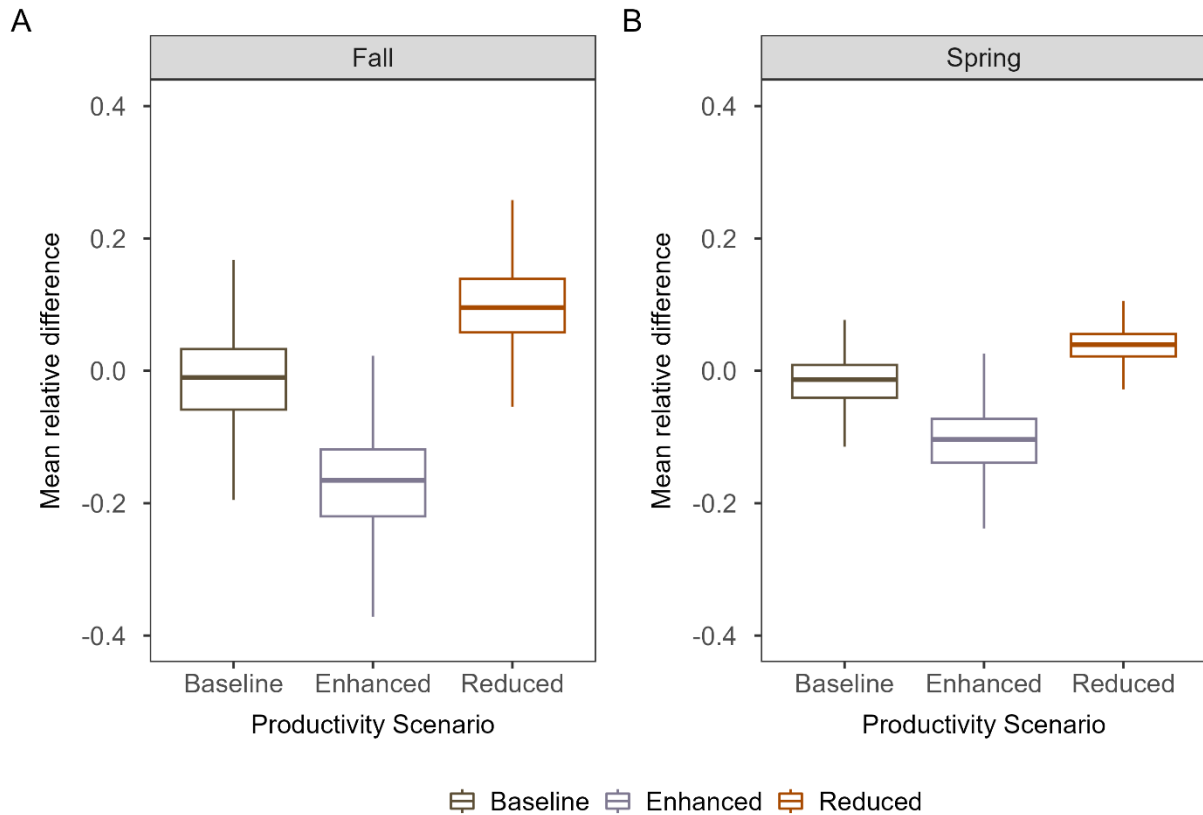 A
Fall
0.4
0.2
0.0
-0.2
-0.4
Mean relative difference
Baseline Enhanced Reduced
Productivity Scenario
B
Spring
0.4
0.2
0.0
-0.2
-0.4
Mean relative difference
Baseline Enhanced Reduced
Productivity Scenario
Baseline Enhanced Reduced